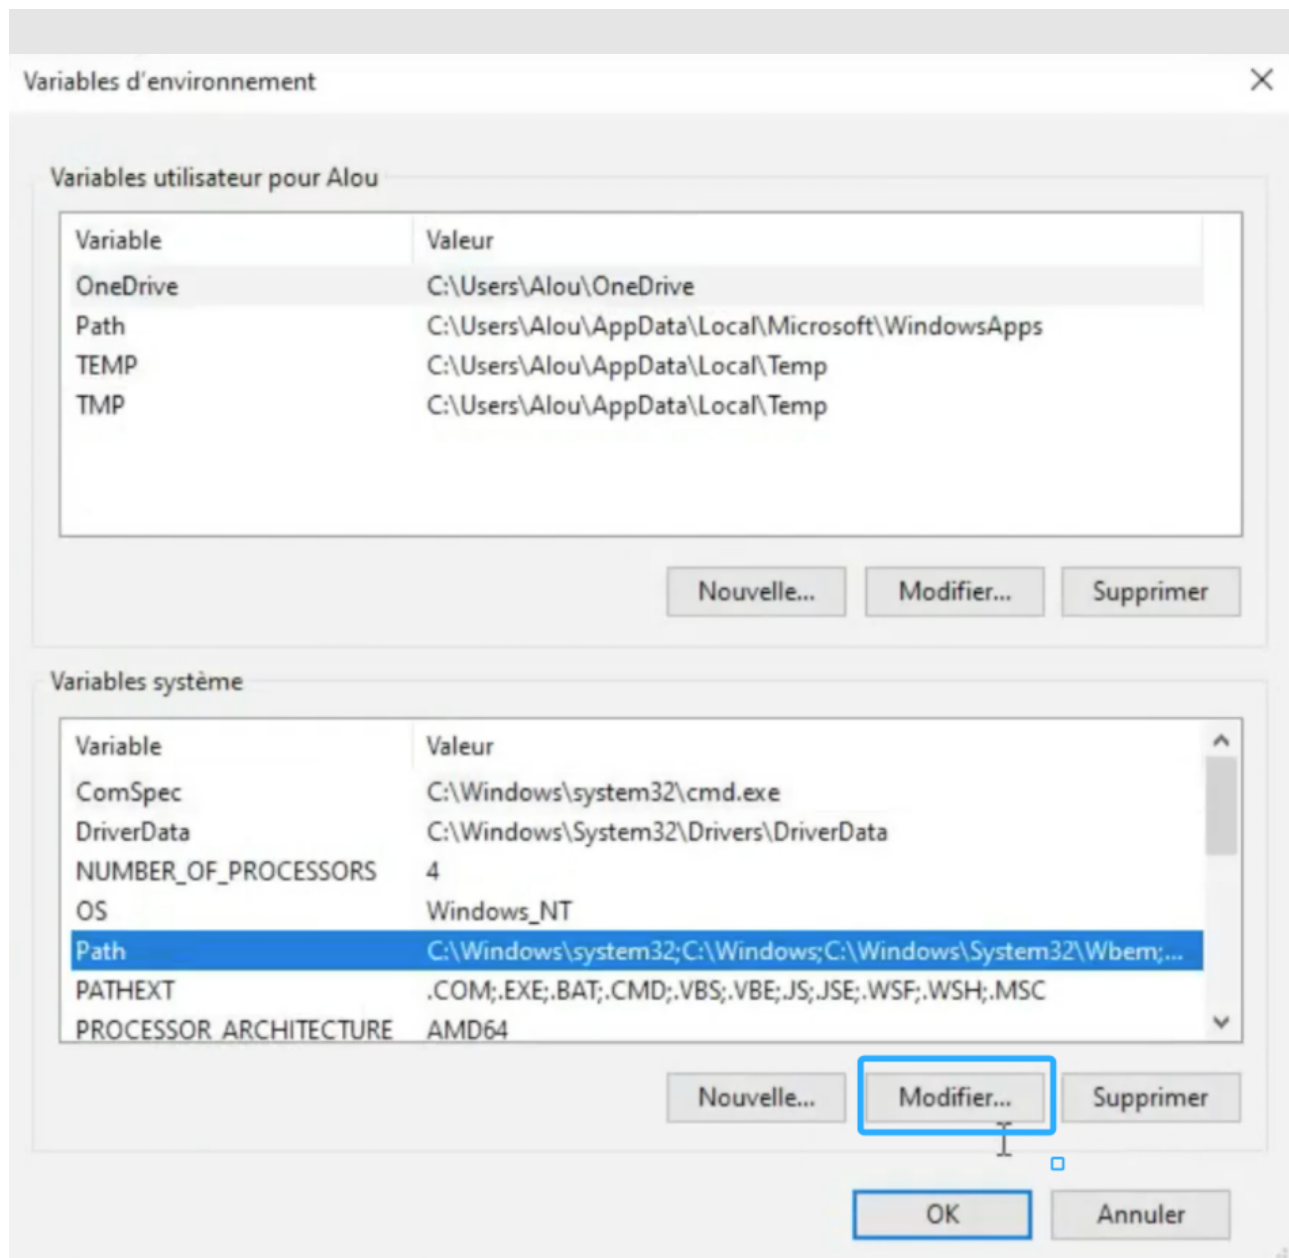 Variables d'environnement
Variables utilisateur pour Alou
Variable Valeur
OneDrive C:\Users\Alou\OneDrive
Path C:\Users\Alou\AppData\Local\Microsoft\WindowsApps
TEMP C:\Users\Alou\AppData\Local\Temp
TMP C:\Users\Alou\AppData\Local\Temp
Nouvelle... Modifier... Supprimer
Variables système
Variable Valeur
ComSpec C:\Windows\system32\cmd.exe
DriverData C:\Windows\System32\Drivers\DriverData
NUMBER_OF_PROCESSORS 4
OS Windows_NT
Path C:\Windows\system32;C:\Windows;C:\Windows\System32\Wbem;...
PATHEXT .COM;.EXE;.BAT;.CMD;.VBS;.VBE;.JS;.JSE;.WSF;.WSH;.MSC
PROCESSOR_ARCHITECTURE AMD64
Nouvelle... Modifier... Supprimer
OK Annuler